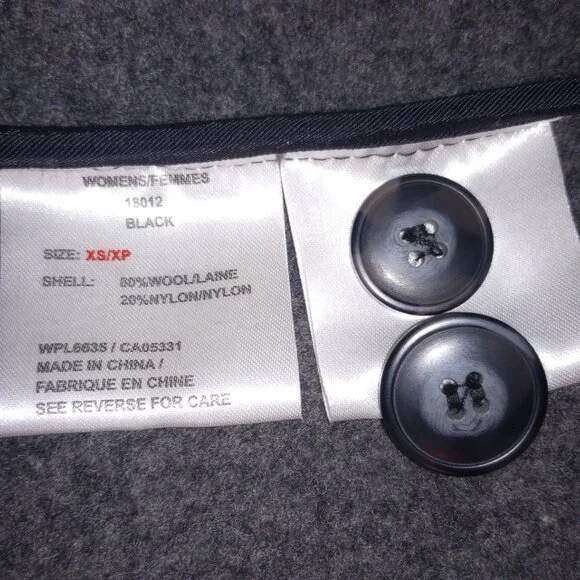 WOMENS/FEMMES
18012
BLACK
SIZE: XS/XP
SHELL: 80%WOOL/LAINE
20%NYLON/NYLON
WPL6635 / CA05331
MADE IN CHINA /
FABRIQUE EN CHINE
SEE REVERSE FOR CARE